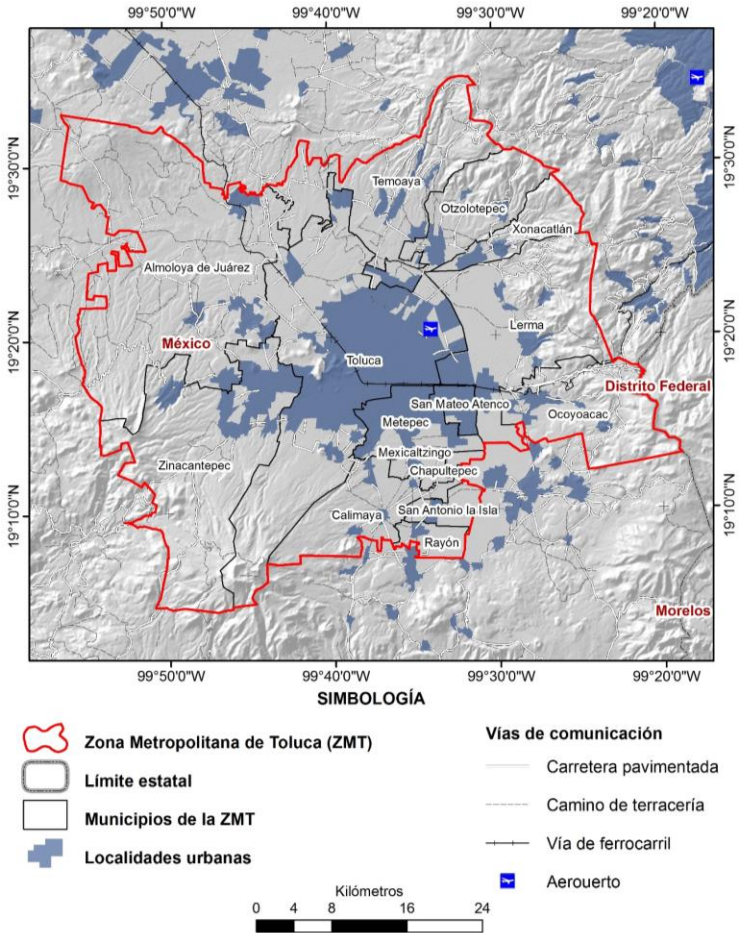 99°50'0"W 99°40'0"W 99°30'0"W 99°20'0"W
19°30'0"N 19°30'0"N
Temoaya
Otzolotepec
Xonacatlán
Almoloya de Juárez
Lerma
19°20'0"N 19°20'0"N
México
Toluca
Distrito Federal
San Mateo Atenco
Ocoyoacac
Metepec
Mexicaltzingo
Zinacantepec
Chapultepec
19°10'0"N 19°10'0"N
San Antonio la Isla
Calimaya
Rayón
Morelos
99°50'0"W 99°40'0"W 99°30'0"W 99°20'0"W
SIMBOLOGÍA
Zona Metropolitana de Toluca (ZMT)
Límite estatal
Municipios de la ZMT
Localidades urbanas
Vías de comunicación
Carretera pavimentada
Camino de terracería
Vía de ferrocarril
Aerouerto
Kilómetros
0 4 8 16 24